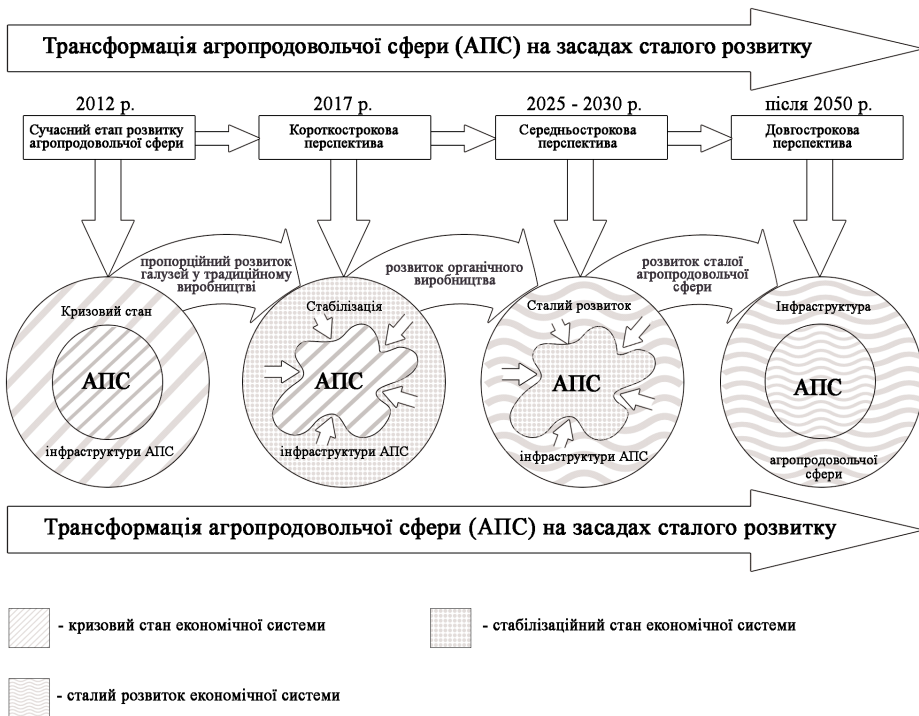 Трансформація агропродовольчої сфери (АПС) на засадах сталого розвитку
2012 р.
Сучасний етап розвитку
агропродовольчої сфери
2017 р.
Короткострокова
перспектива
2025 - 2030 р.
Середньострокова
перспектива
після 2050 р.
Довгострокова
перспектива
пропорційний розвиток
галузей у традиційному
виробництві
розвиток органічного
виробництва
розвиток сталої
агропродовольчої
сфери
Кризовий стан
АПС
інфраструктури АПС
Стабілізація
АПС
інфраструктури АПС
Сталий розвиток
АПС
інфраструктури АПС
Інфраструктура
АПС
агропродовольчої
сфери
Трансформація агропродовольчої сфери (АПС) на засадах сталого розвитку
- кризовий стан економічної системи
- стабілізаційний стан економічної системи
- сталий розвиток економічної системи